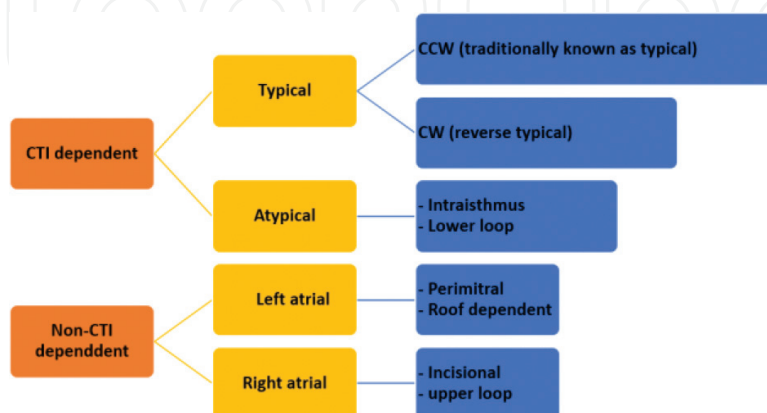 CTI dependent
Typical
CCW (traditionally known as typical)
CW (reverse typical)
Atypical
- Intraisthmus
- Lower loop
Non-CTI
dependdent
Left atrial
- Perimitral
- Roof dependent
Right atrial
- Incisional
- upper loop